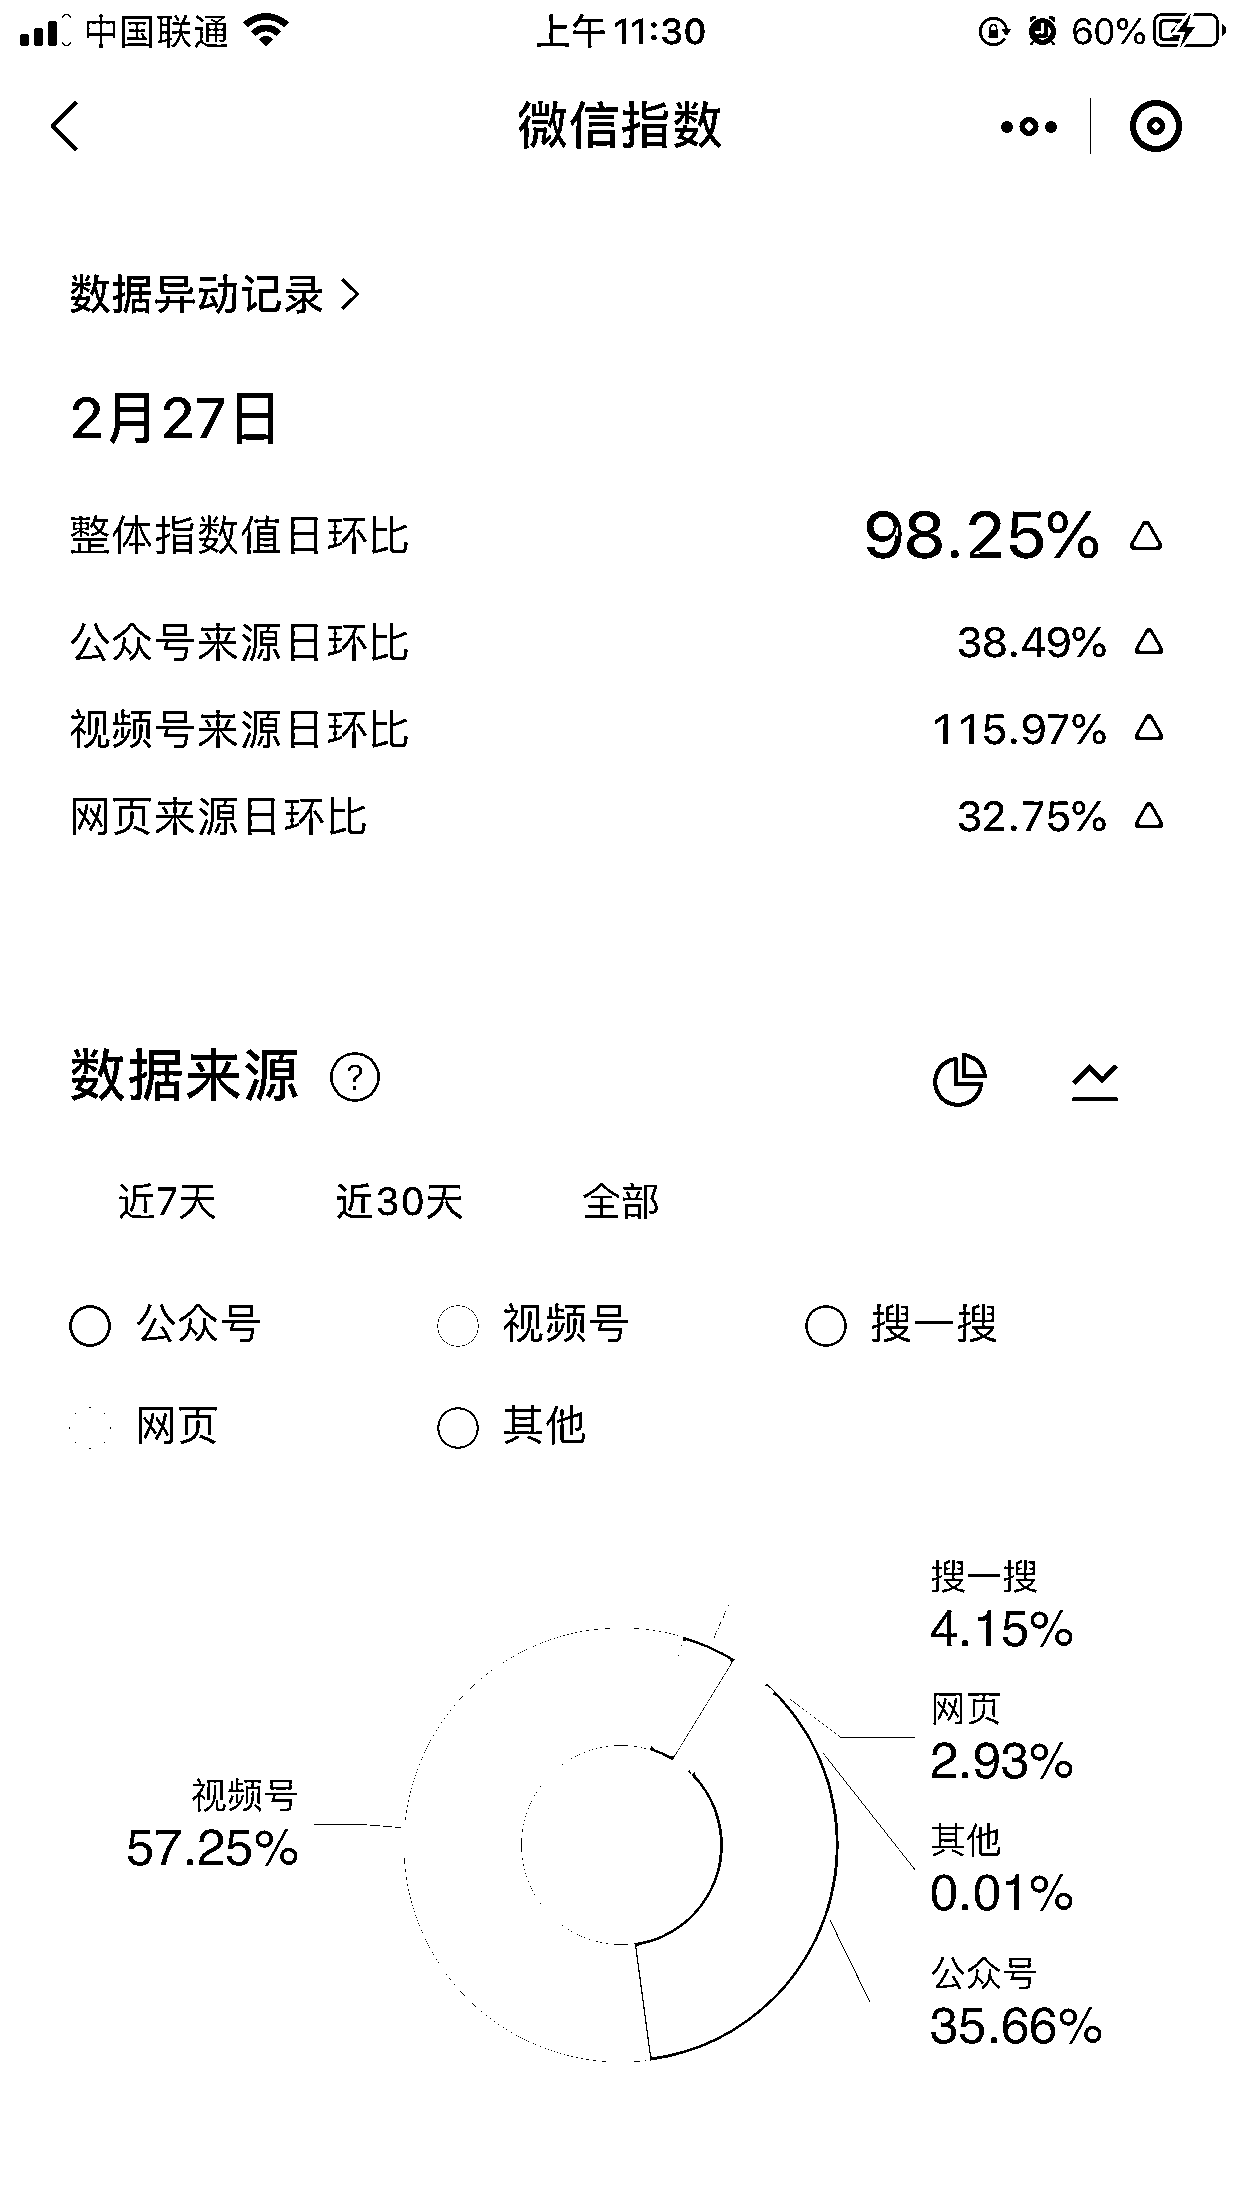 中国联通 上午11:30 60%
微信指数
数据异动记录 >
2月27日
整体指数值日环比 98.25%
公众号来源日环比 38.49%
视频号来源日环比 115.97%
网页来源日环比 32.75%
数据来源 ?
近7天 近30天 全部
公众号 视频号 搜一搜
网页 其他
搜一搜
4.15%
网页
2.93%
视频号
57.25%
其他
0.01%
公众号
35.66%